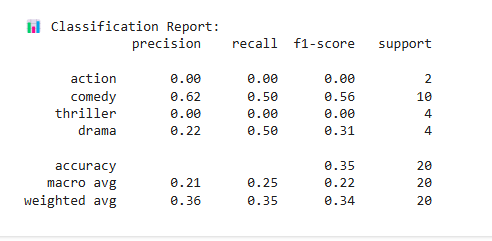 📊 Classification Report:
precision recall f1-score support
action 0.00 0.00 0.00 2
comedy 0.62 0.50 0.56 10
thriller 0.00 0.00 0.00 4
drama 0.22 0.50 0.31 4
accuracy 0.35 20
macro avg 0.21 0.25 0.22 20
weighted avg 0.36 0.35 0.34 20